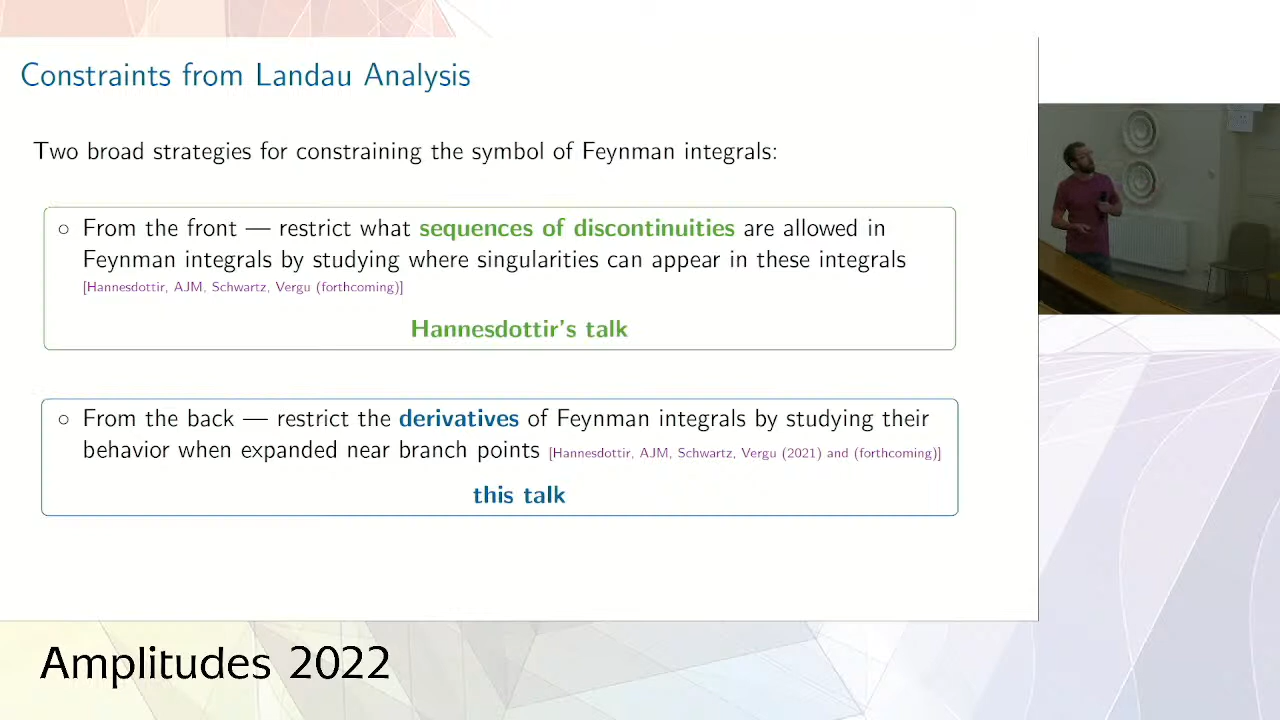 Constraints from Landau Analysis
Two broad strategies for constraining the symbol of Feynman integrals:
○ From the front — restrict what sequences of discontinuities are allowed in
Feynman integrals by studying where singularities can appear in these integrals
[Hannesdottir, AJM, Schwartz, Vergu (forthcoming)]
Hannesdottir's talk
○ From the back — restrict the derivatives of Feynman integrals by studying their
behavior when expanded near branch points [Hannesdottir, AJM, Schwartz, Vergu (2021) and (forthcoming)]
this talk
Amplitudes 2022